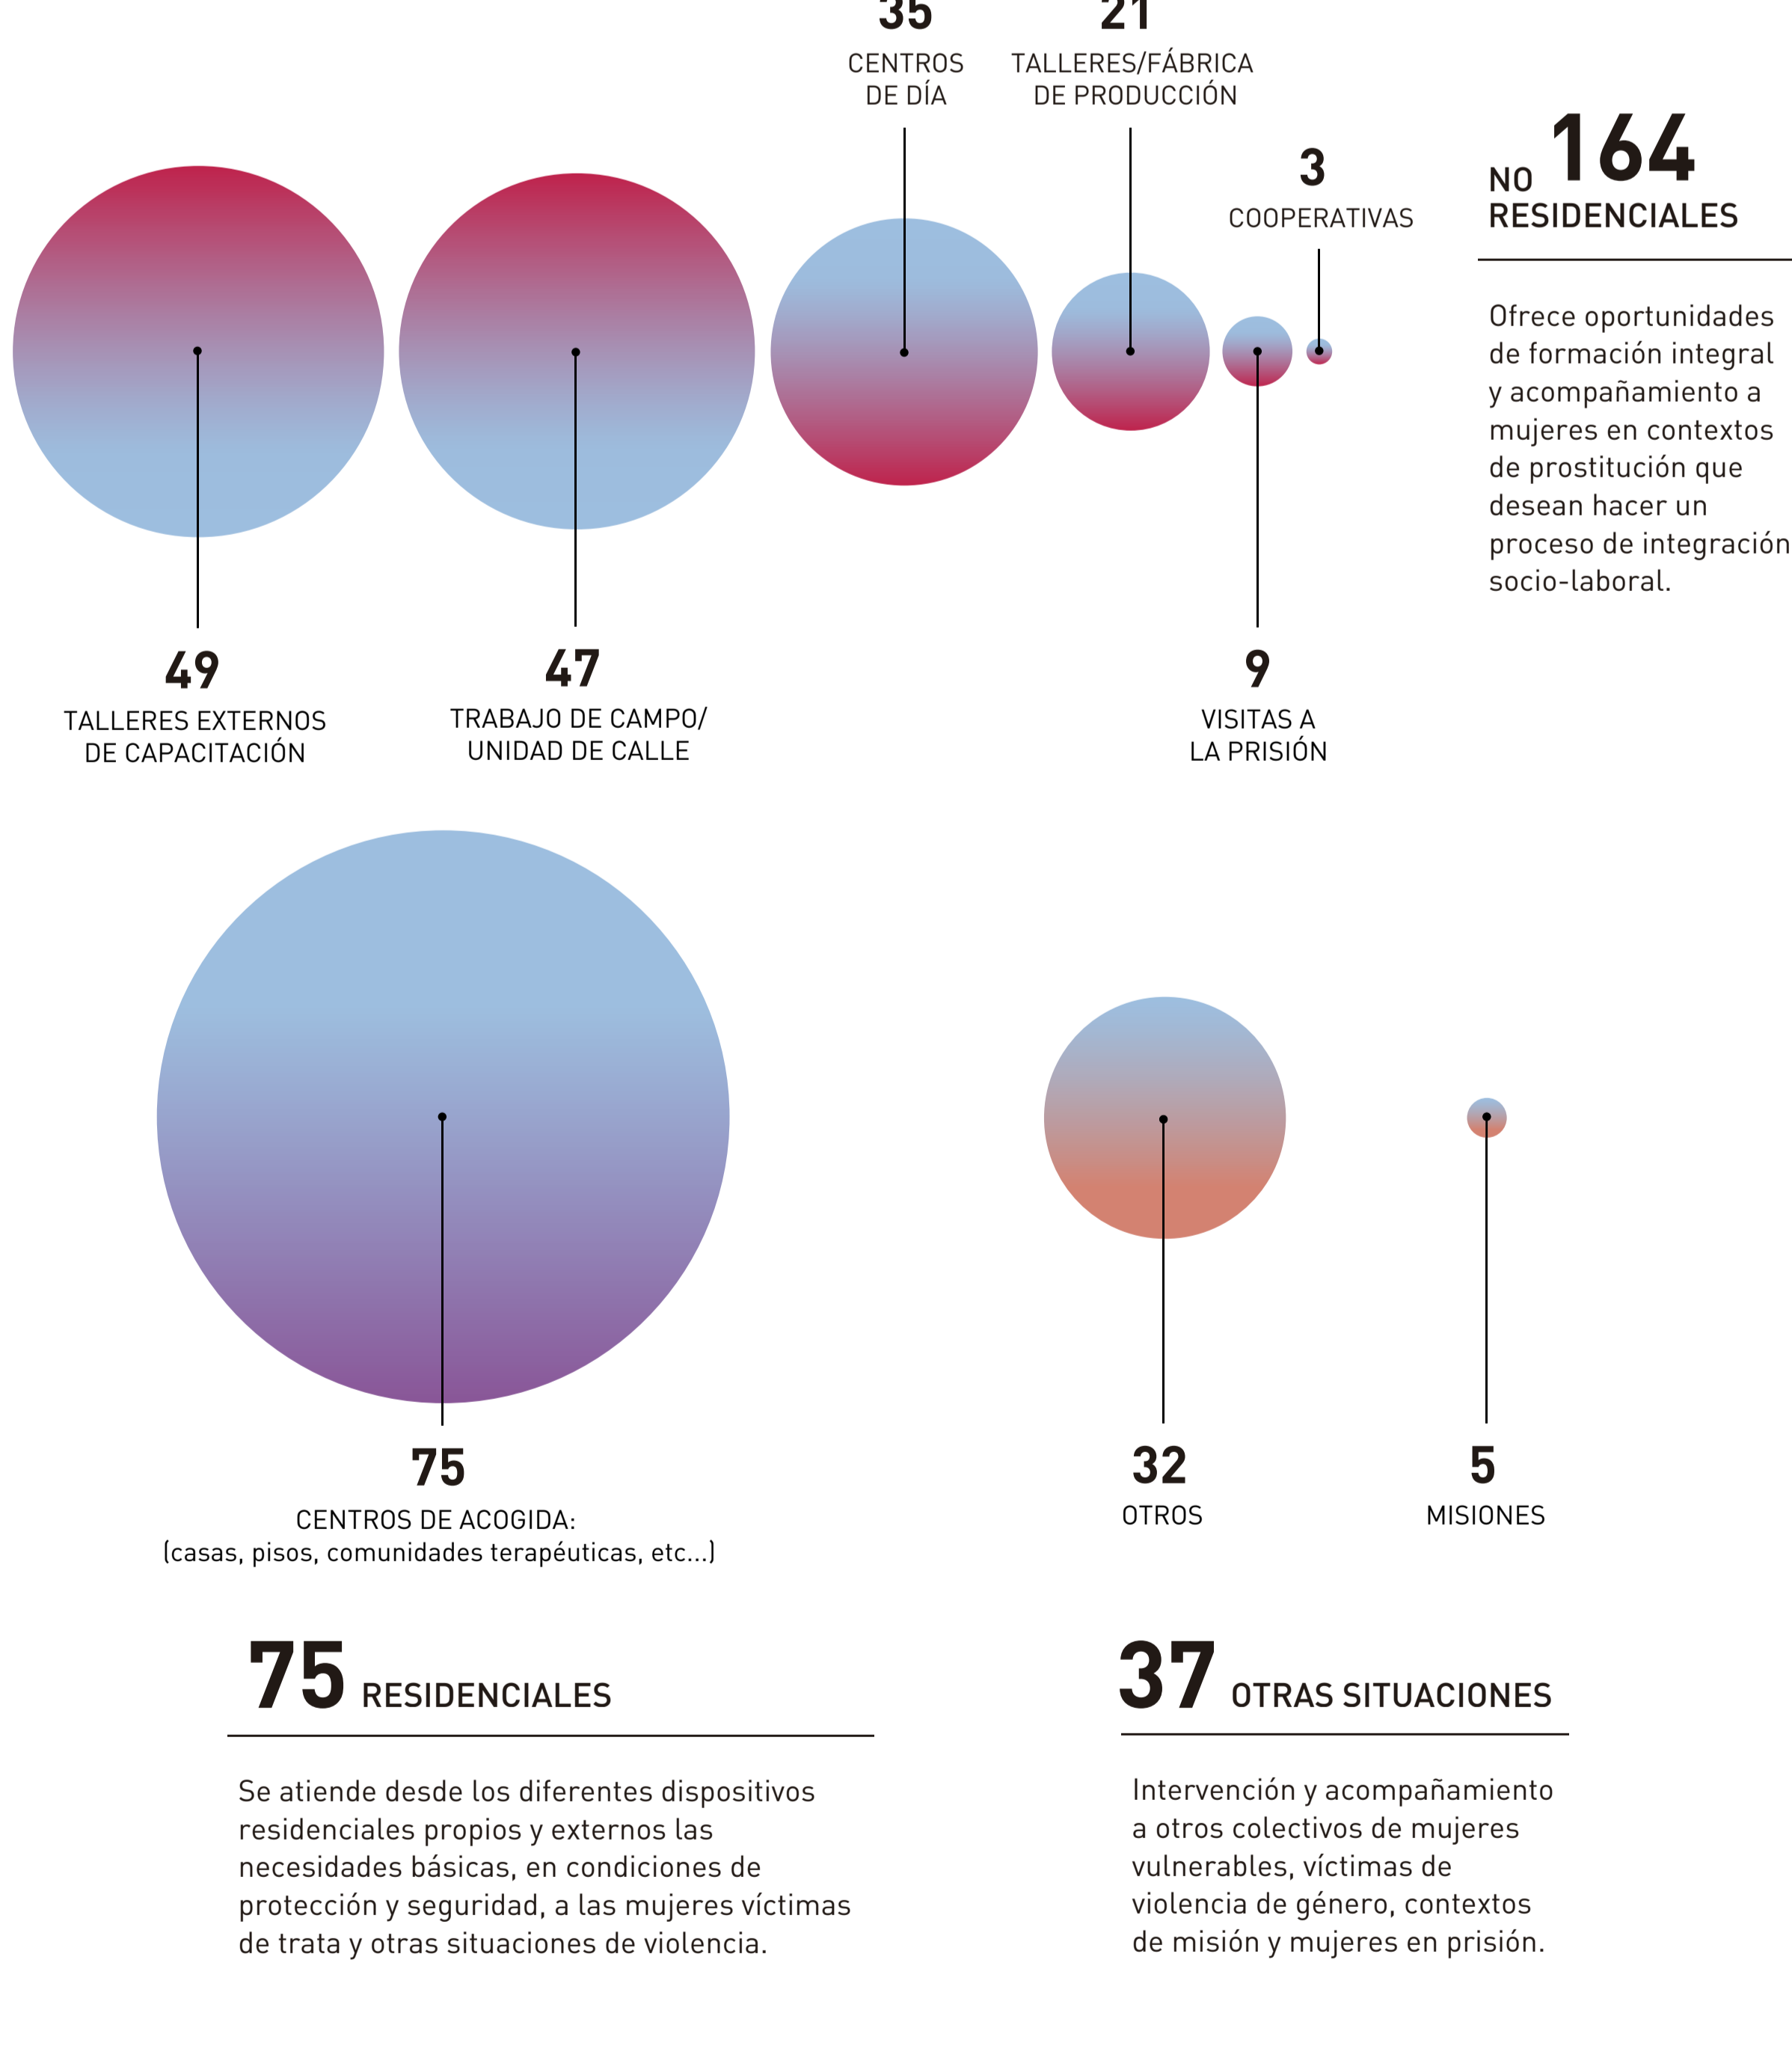 35
CENTROS
DE DÍA
21
TALLERES/FÁBRICA
DE PRODUCCIÓN
3
COOPERATIVAS
NO 164
RESIDENCIALES
Ofrece oportunidades
de formación integral
y acompañamiento a
mujeres en contextos
de prostitución que
desean hacer un
proceso de integración
socio-laboral.
49
TALLERES EXTERNOS
DE CAPACITACIÓN
47
TRABAJO DE CAMPO/
UNIDAD DE CALLE
9
VISITAS A
LA PRISIÓN
75
CENTROS DE ACOGIDA:
(casas, pisos, comunidades terapéuticas, etc...)
32
OTROS
5
MISIONES
75 RESIDENCIALES
Se atiende desde los diferentes dispositivos
residenciales propios y externos las
necesidades básicas, en condiciones de
protección y seguridad, a las mujeres víctimas
de trata y otras situaciones de violencia.
37 OTRAS SITUACIONES
Intervención y acompañamiento
a otros colectivos de mujeres
vulnerables, víctimas de
violencia de género, contextos
de misión y mujeres en prisión.